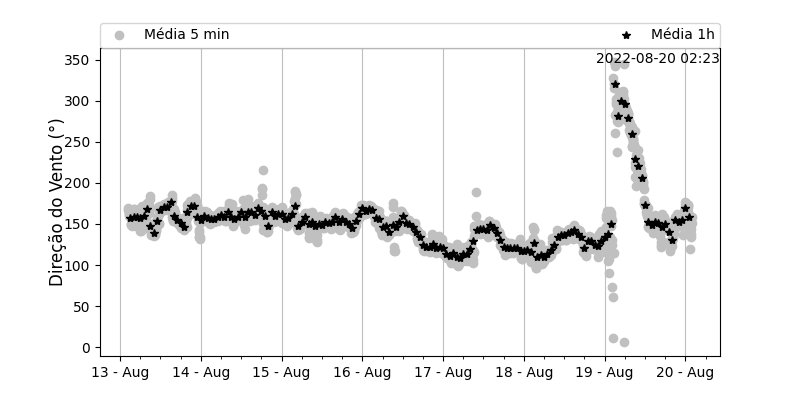 Média 5 min
Média 1h
2022-08-20 02:23
Direção do Vento (°)
350
300
250
200
150
100
50
0
13 - Aug
14 - Aug
15 - Aug
16 - Aug
17 - Aug
18 - Aug
19 - Aug
20 - Aug